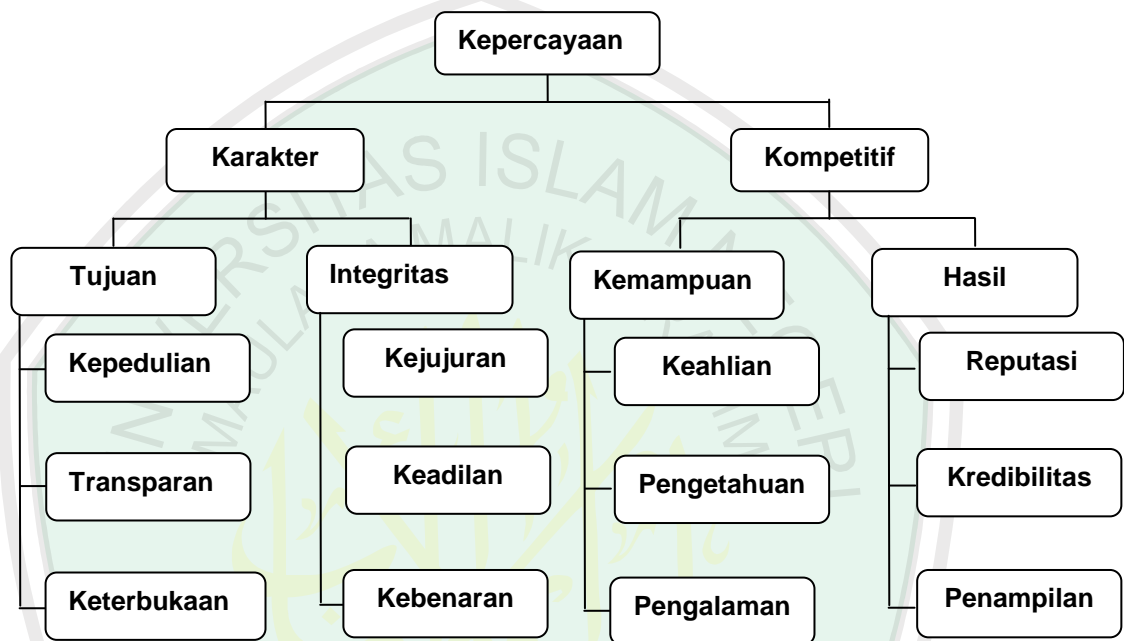 Kepercayaan
Karakter
Kompetitif
Tujuan
Integritas
Kemampuan
Hasil
Kepedulian
Kejujuran
Keahlian
Reputasi
Transparan
Keadilan
Pengetahuan
Kredibilitas
Keterbukaan
Kebenaran
Pengalaman
Penampilan